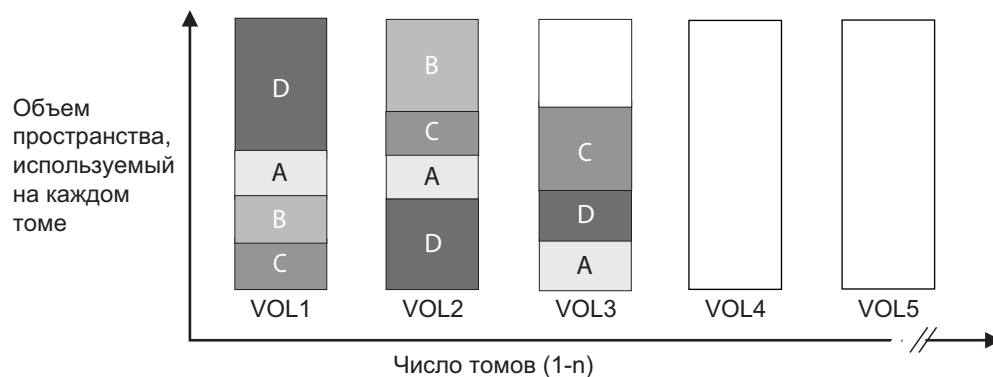 Объем
пространства,
используемый
на каждом
томе
D
A
B
C
B
C
A
D
C
D
A
VOL1 VOL2 VOL3 VOL4 VOL5
Число томов (1-n)